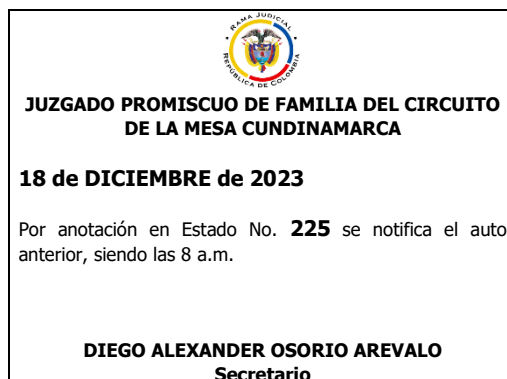 RAMA JUDICIAL
REPÚBLICA DE COLOMBIA
JUZGADO PROMISCUO DE FAMILIA DEL CIRCUITO
DE LA MESA CUNDINAMARCA
18 de DICIEMBRE de 2023
Por anotación en Estado No. 225 se notifica el auto
anterior, siendo las 8 a.m.
DIEGO ALEXANDER OSORIO AREVALO
Secretario